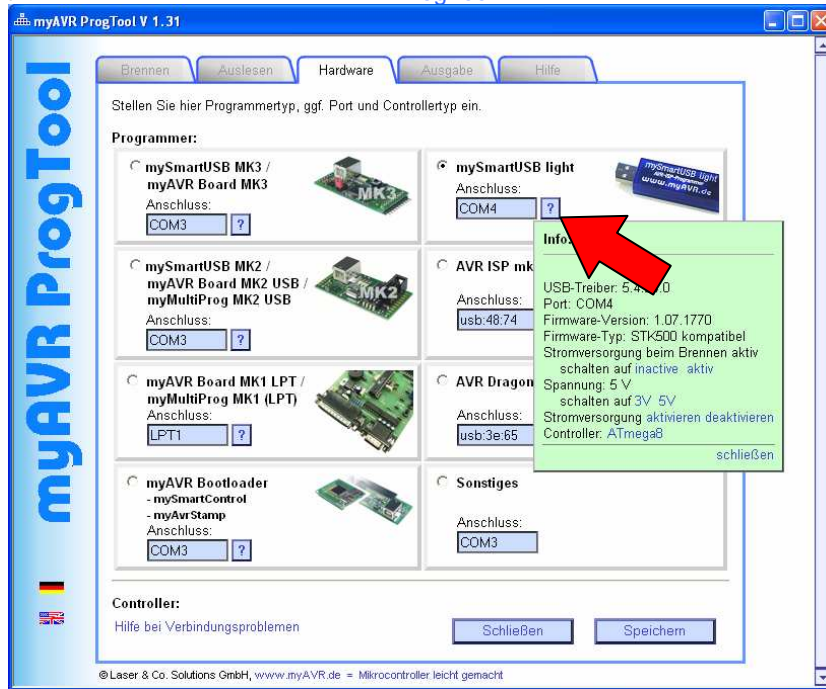 myAVR ProgTool V 1.31
Brennen
Auslesen
Hardware
Ausgabe
Hilfe
myAVR ProgTool
Stellen Sie hier Programmertyp, ggf. Port und Controllertyp ein.
Programmer:
mySmartUSB MK3 /
myAVR Board MK3
Anschluss:
COM3 ?
MK3
mySmartUSB light
Anschluss:
COM4 ?
mySmartUSB light
www.myAVR.de
mySmartUSB MK2 /
myAVR Board MK2 USB /
myMultiProg MK2 USB
Anschluss:
COM3 ?
MK2
AVR ISP mk
Anschluss:
usb:48:74
myAVR Board MK1 LPT /
myMultiProg MK1 (LPT)
Anschluss:
LPT1 ?
AVR Dragon
Anschluss:
usb:3e:65
myAVR Bootloader
- mySmartControl
- myAvrStamp
Anschluss:
COM3 ?
Sonstiges
Anschluss:
COM3
Info:
USB-Treiber: 5.4
Port: COM4
Firmware-Version: 1.07.1770
Firmware-Typ: STK500 kompatibel
Stromversorgung beim Brennen aktiv
schalten auf inactive aktiv
Spannung: 5 V
schalten auf 3V 5V
Stromversorgung aktivieren deaktivieren
Controller: ATmega8
schließen
Controller:
Hilfe bei Verbindungsproblemen
Schließen
Speichern
© Laser & Co. Solutions GmbH, www.myAVR.de = Mikrocontroller leicht gemacht